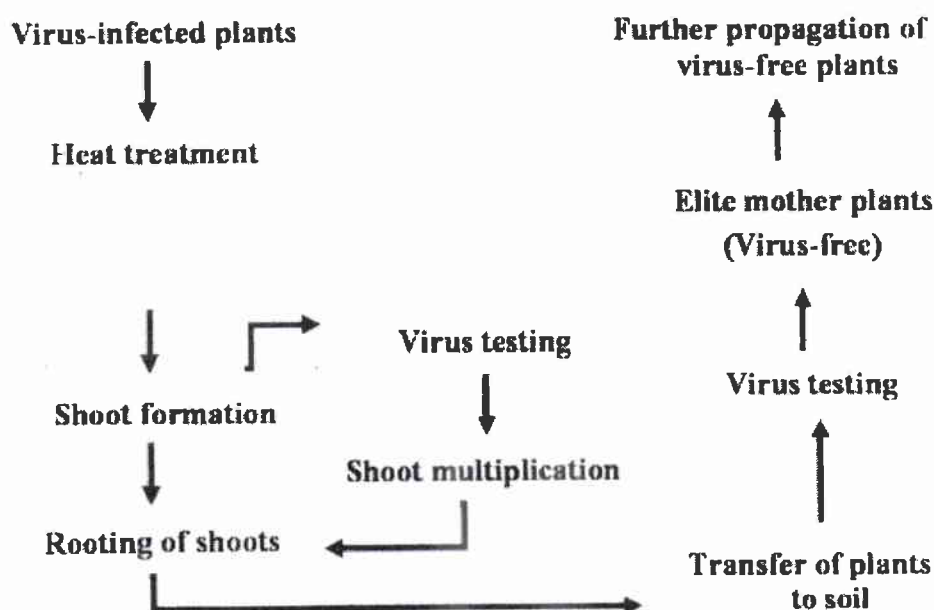 Virus-infected plants
Heat treatment
Shoot formation
Rooting of shoots
Virus testing
Shoot multiplication
Further propagation of
virus-free plants
Elite mother plants
(Virus-free)
Virus testing
Transfer of plants
to soil